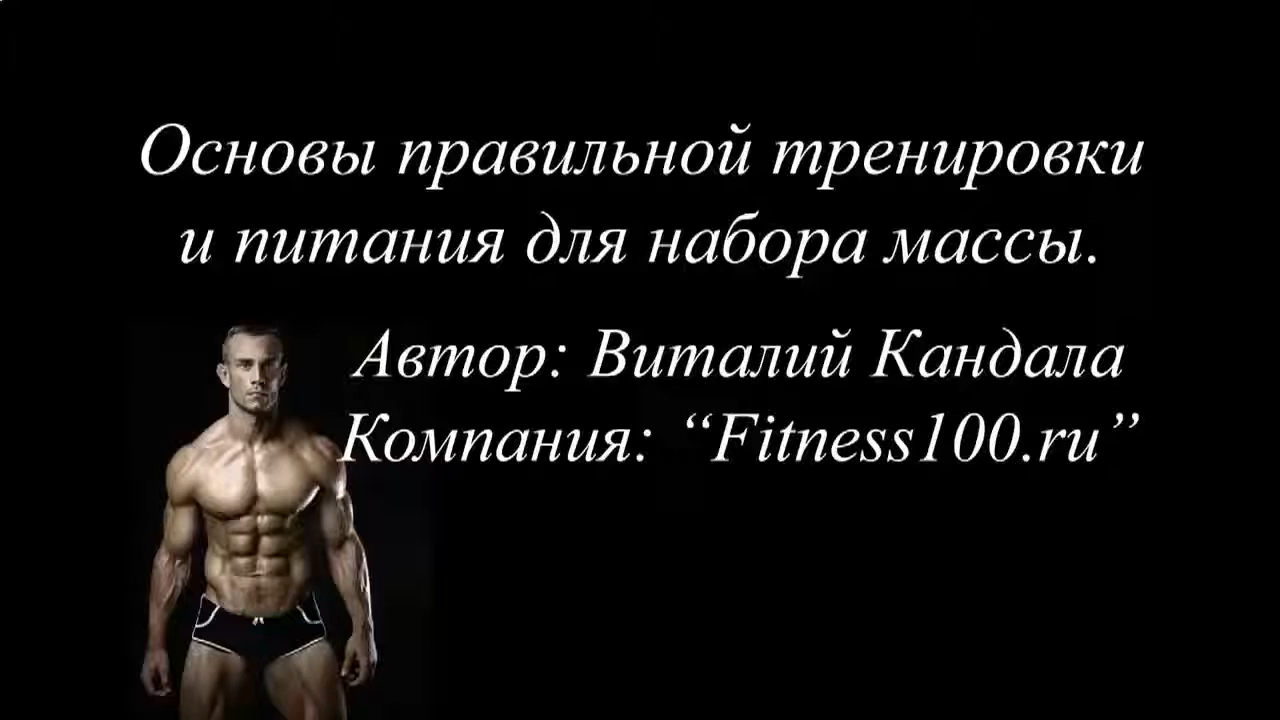 Основы правильной тренировки
и питания для набора массы.
Автор: Виталий Кандала
Компания: “Fitness100.ru”